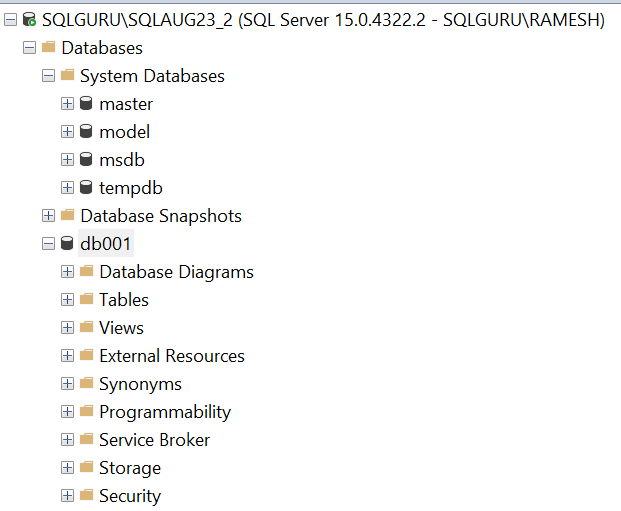 SQLGURU\SQLAUG23_2 (SQL Server 15.0.4322.2 - SQLGURU\RAMESH)
Databases
System Databases
master
model
msdb
tempdb
Database Snapshots
db001
Database Diagrams
Tables
Views
External Resources
Synonyms
Programmability
Service Broker
Storage
Security